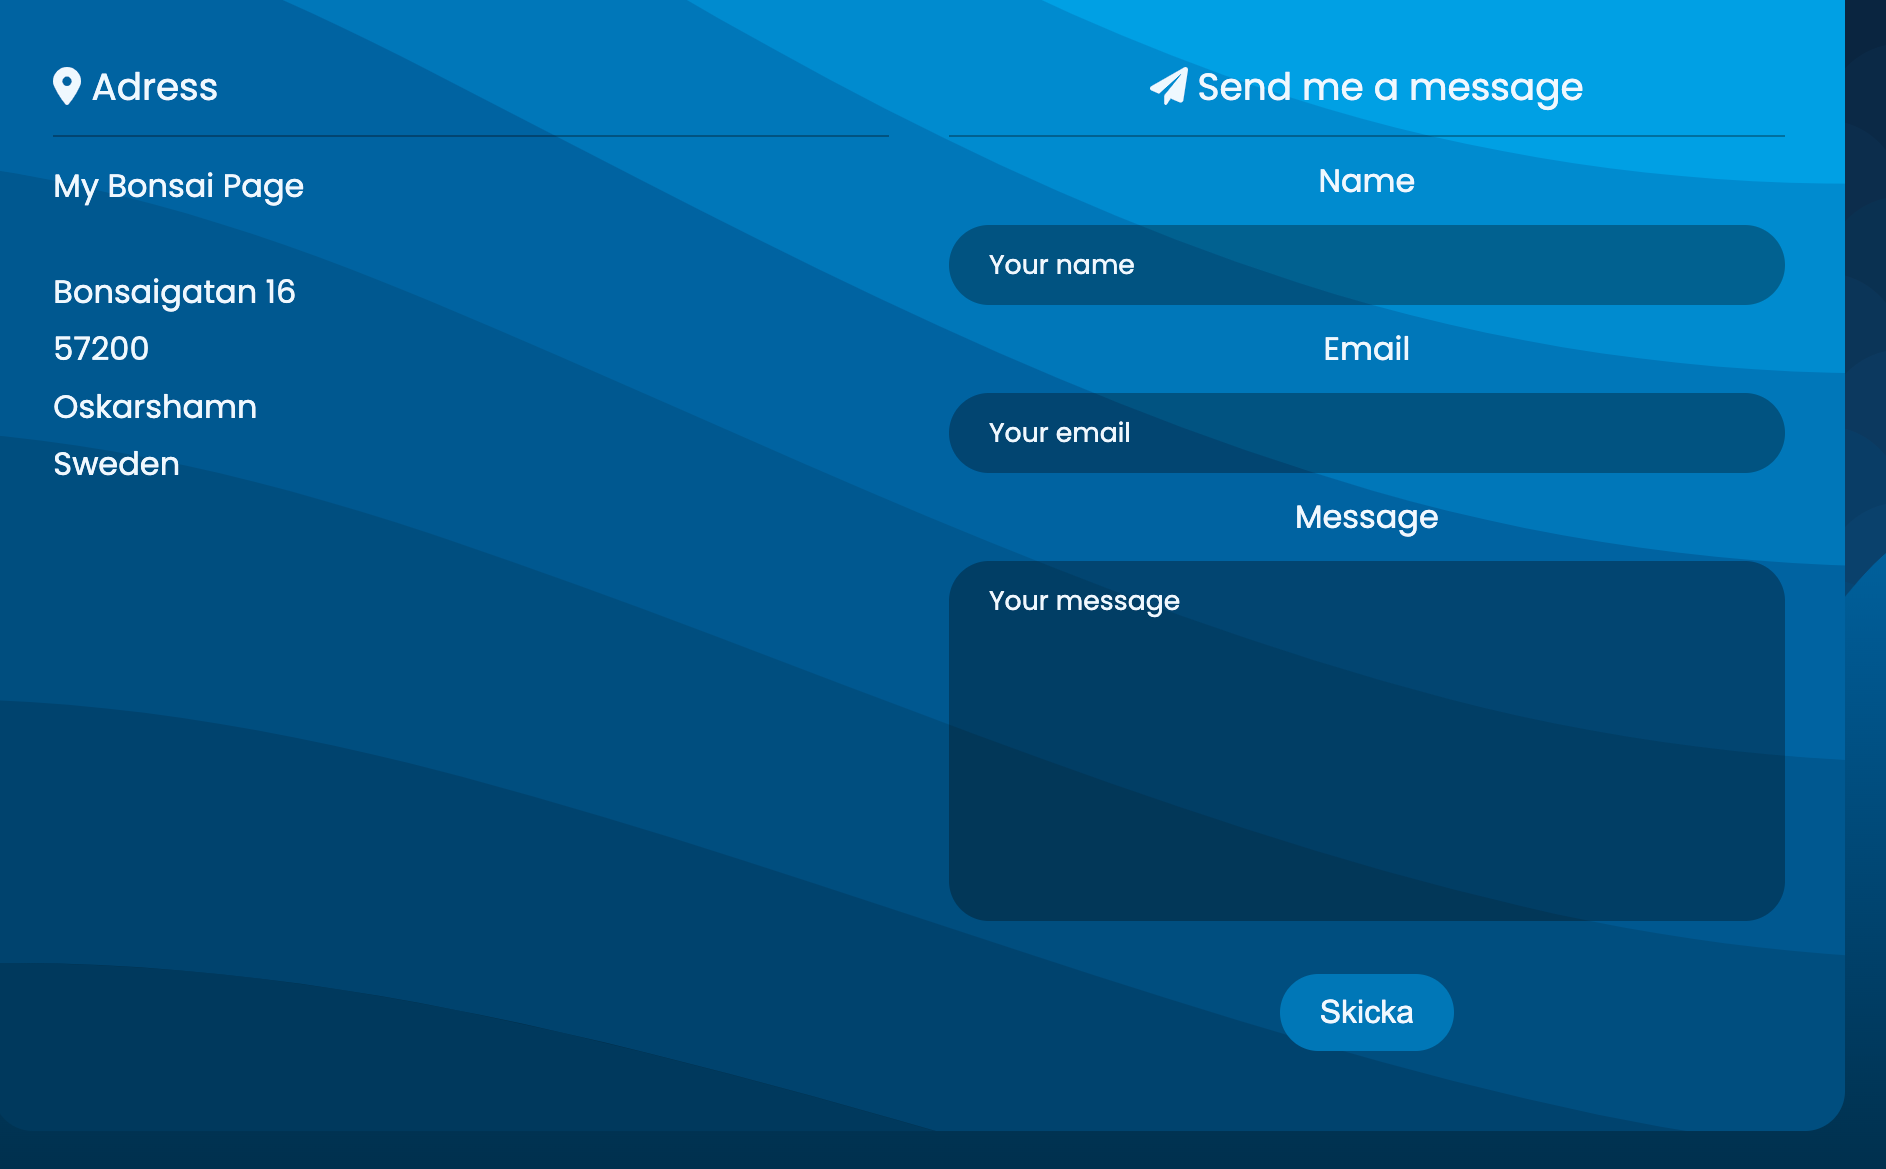 Adress
My Bonsai Page
Bonsaigatan 16
57200
Oskarshamn
Sweden
Send me a message
Name
Your name
Email
Your email
Message
Your message
Skicka